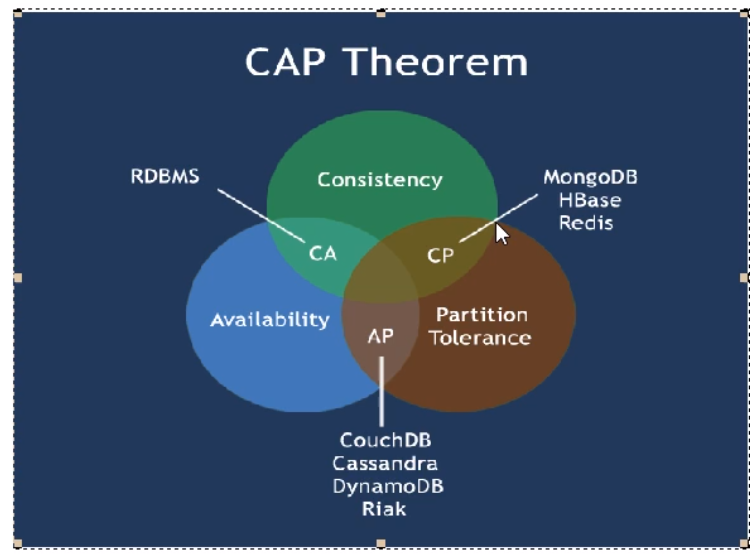 CAP Theorem
RDBMS
Consistency
MongoDB
HBase
Redis
CA
CP
Availability
Partition
Tolerance
AP
CouchDB
Cassandra
DynamoDB
Riak